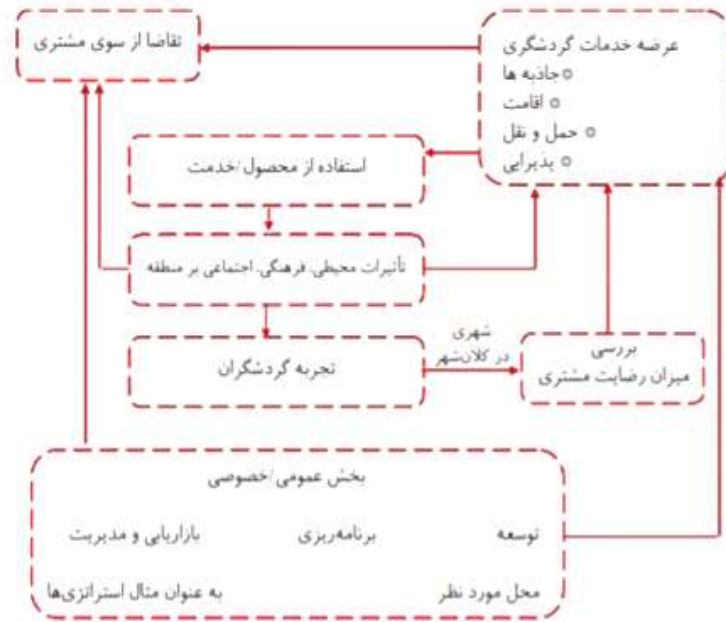 عرضه خدمات گردشگری
○ جاذبه ها
○ اقامت
○ حمل و نقل
○ پذیرایی
تقاضا از سوی مشتری
استفاده از محصول/خدمت
تأثیرات محیطی، فرهنگی، اجتماعی بر منطقه
تجربه گردشگران
شهری
در کلان‌شهر
بررسی
میزان رضایت مشتری
بخش عمومی/خصوصی
توسعه برنامه‌ریزی بازاریابی و مدیریت
محل مورد نظر به عنوان مثال استراتژی‌ها